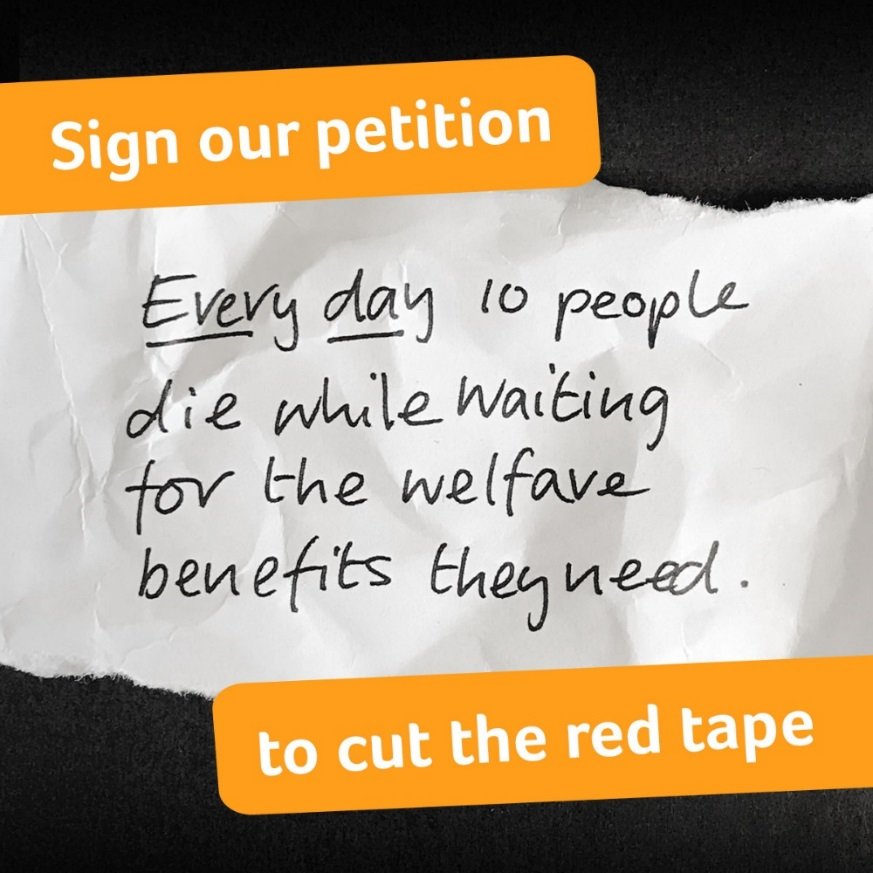 Sign our petition
Every day 10 people
die while waiting
for the welfare
benefits they need.
to cut the red tape